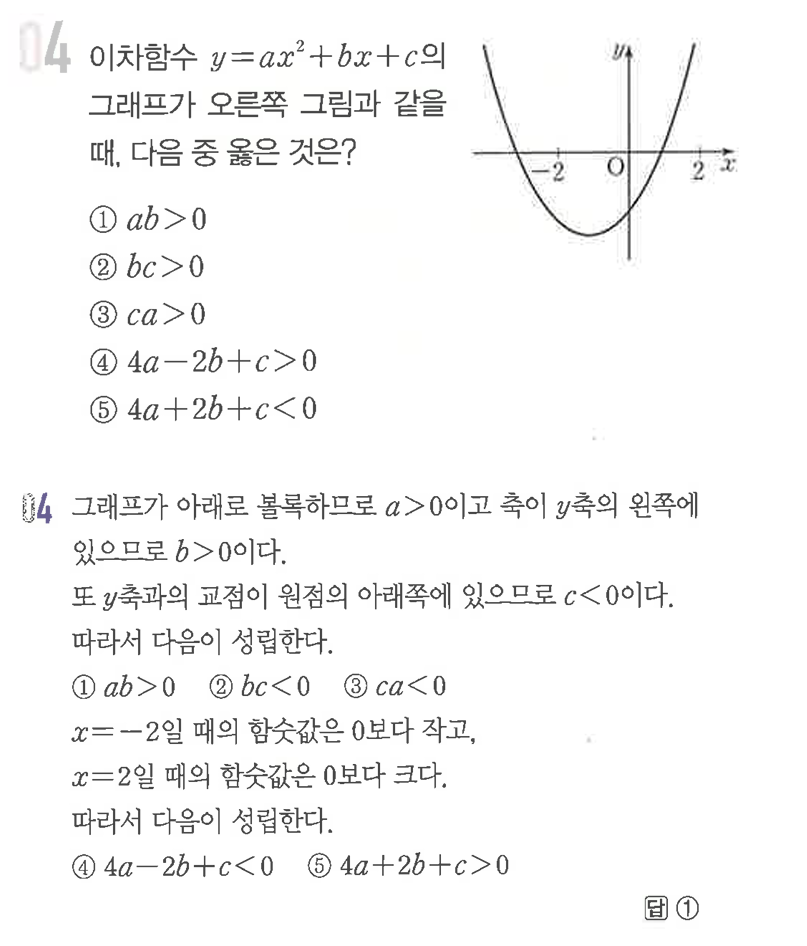 04 이차함수 y=ax²+bx+c의
그래프가 오른쪽 그림과 같을
때, 다음 중 옳은 것은?
y
-2 O 2 x
① ab>0
② bc>0
③ ca>0
④ 4a-2b+c>0
⑤ 4a+2b+c<0
04 그래프가 아래로 볼록하므로 a>0이고 축이 y축의 왼쪽에
있으므로 b>0이다.
또 y축과의 교점이 원점의 아래쪽에 있으므로 c<0이다.
따라서 다음이 성립한다.
① ab>0 ② bc<0 ③ ca<0
x=-2일 때의 함숫값은 0보다 작고,
x=2일 때의 함숫값은 0보다 크다.
따라서 다음이 성립한다.
④ 4a-2b+c<0 ⑤ 4a+2b+c>0
답 ①